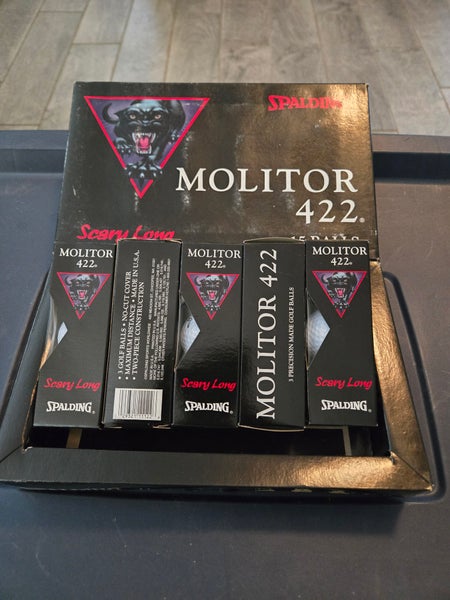 SPALDING
MOLITOR
422®
Scary Long
15 BALLS
MOLITOR
422®
Scary Long
SPALDING®
• 3 GOLF BALLS • NO-CUT COVER
• MAXIMUM DISTANCE • MADE IN U.S.A.
• TWO-PIECE CONSTRUCTION
MOLITOR
422®
Scary Long
SPALDING®
MOLITOR 422
3 PRECISION MADE GOLF BALLS
MOLITOR
422®
Scary Long
SPALDING®